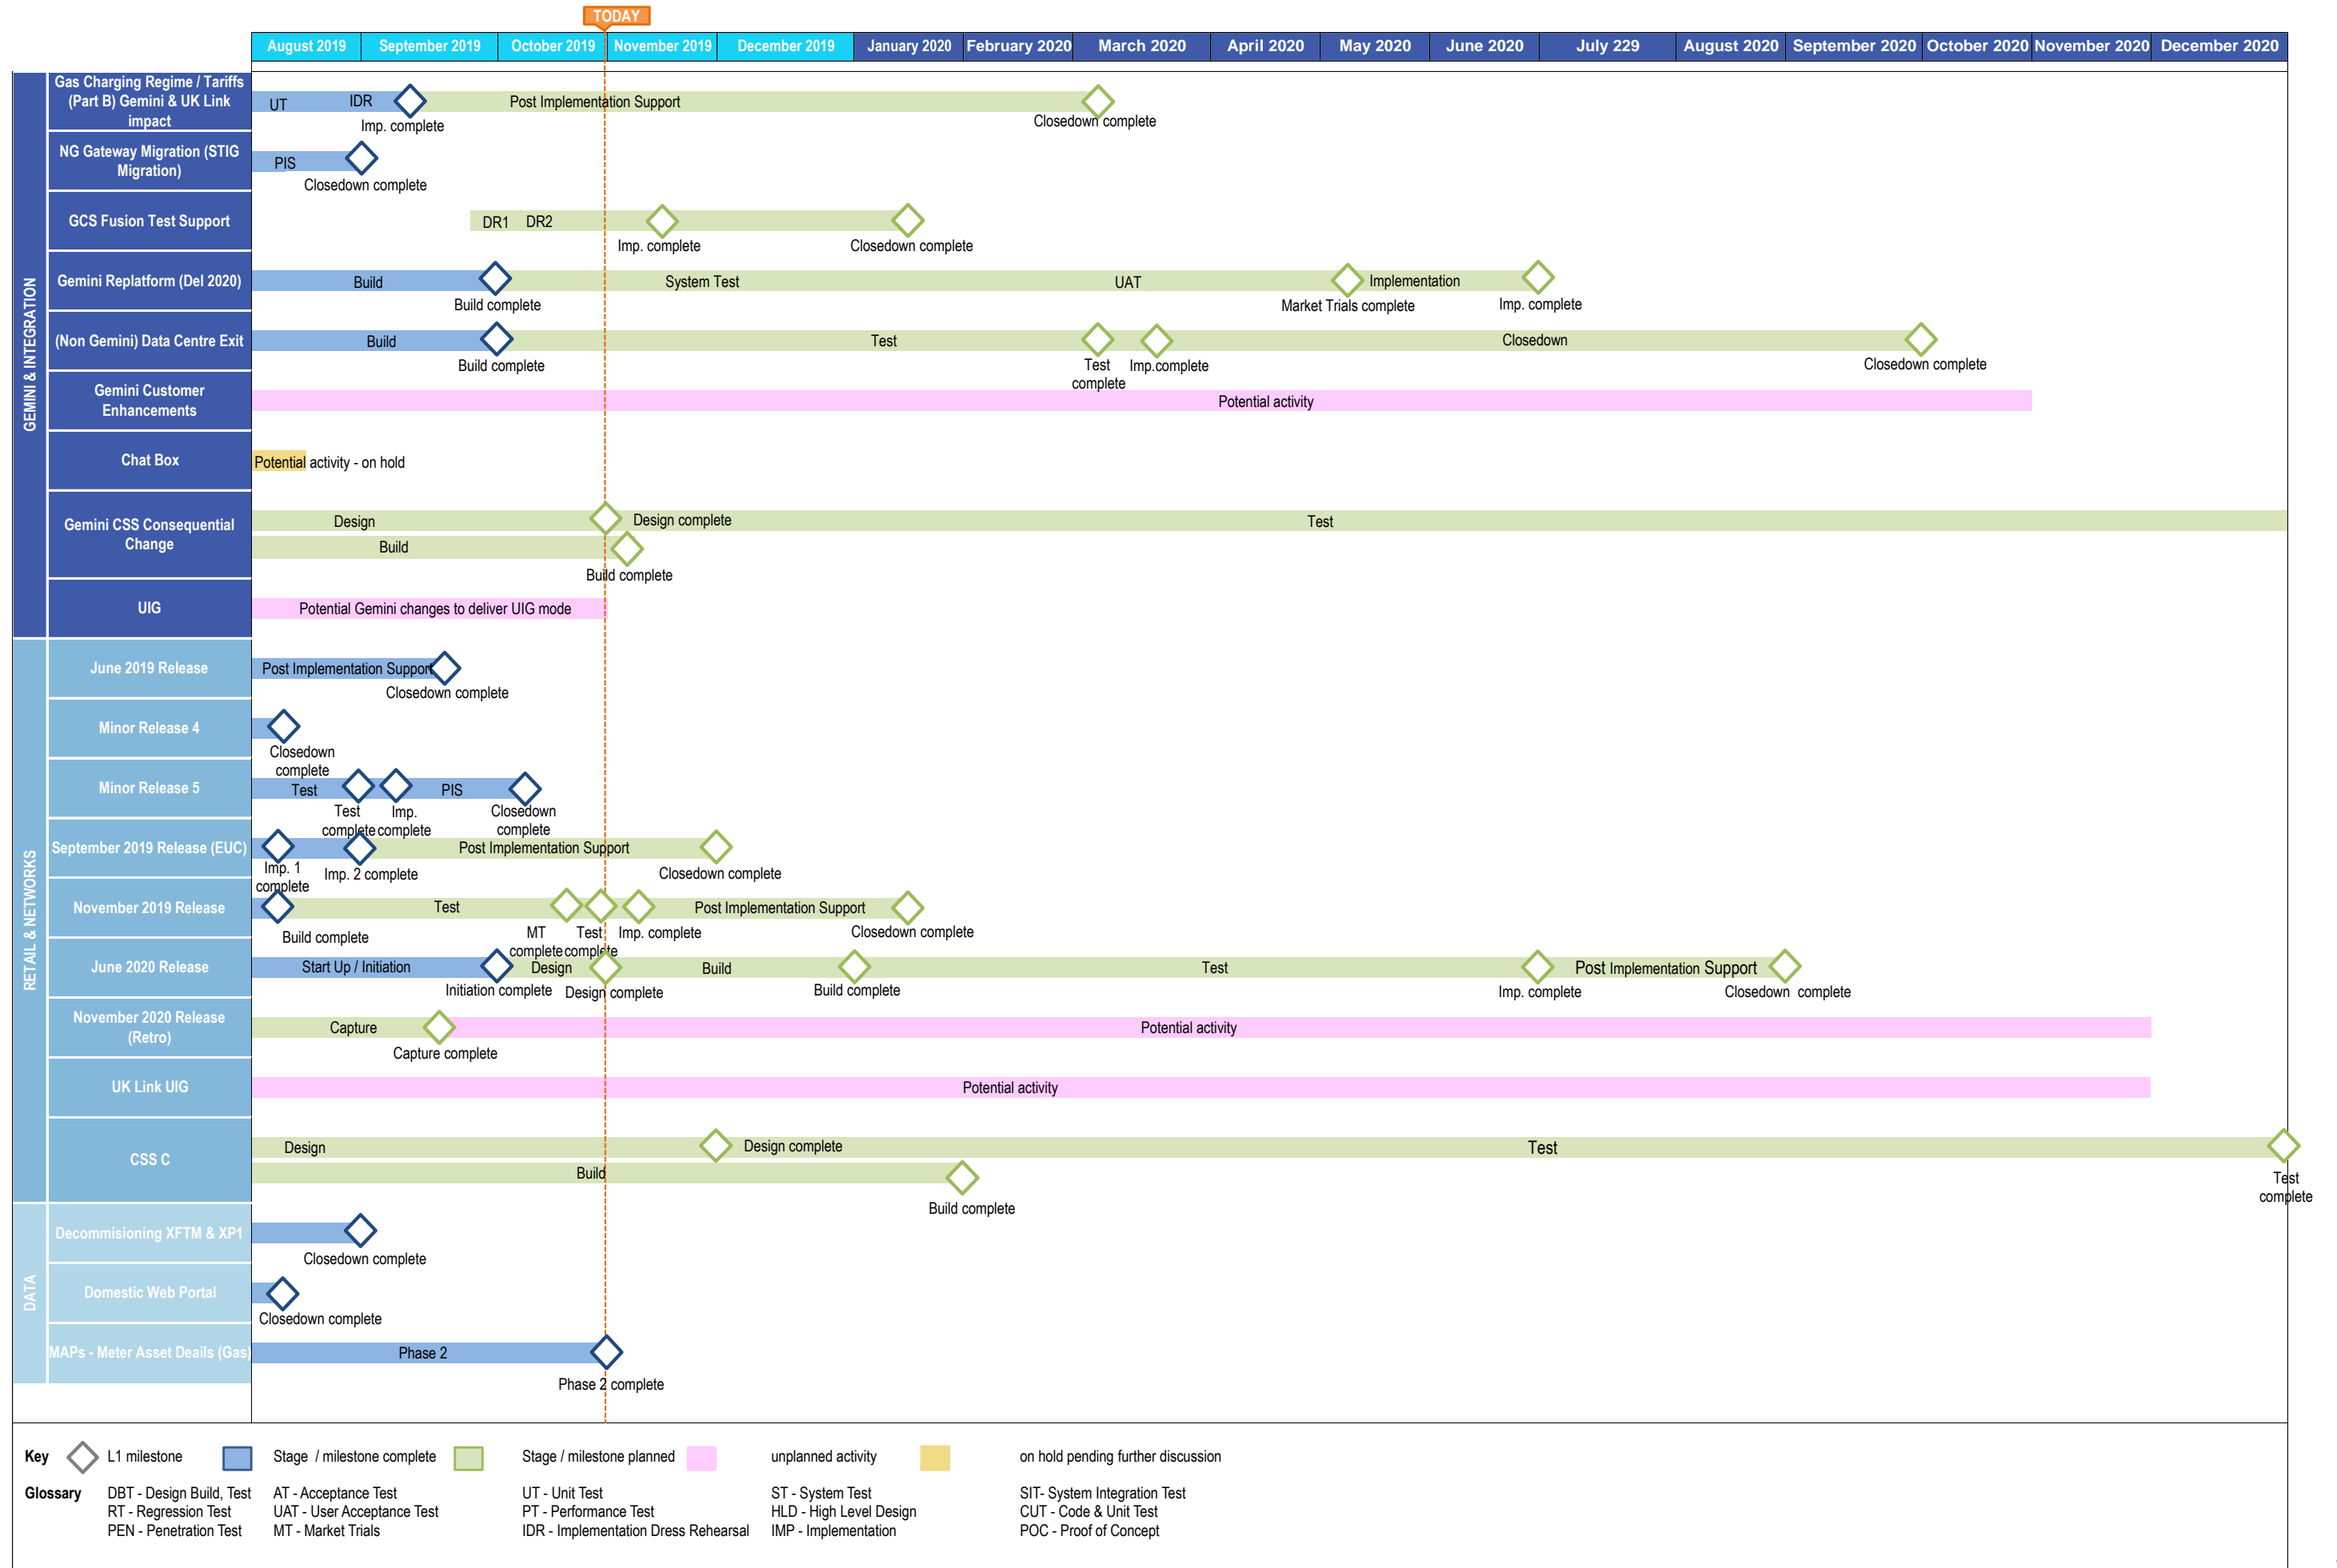 TODAY
August 2019 September 2019 October 2019 November 2019 December 2019 January 2020 February 2020 March 2020 April 2020 May 2020 June 2020 July 229 August 2020 September 2020 October 2020 November 2020 December 2020
GEMINI & INTEGRATION
Gas Charging Regime / Tariffs
(Part B) Gemini & UK Link
impact
UT IDR Post Implementation Support
Imp. complete Closedown complete
NG Gateway Migration (STIG
Migration)
PIS
Closedown complete
GCS Fusion Test Support
DR1 DR2
Imp. complete Closedown complete
Gemini Replatform (Del 2020)
Build System Test UAT Implementation
Build complete Market Trials complete Imp. complete
(Non Gemini) Data Centre Exit
Build Test Closedown
Build complete Test
complete Imp.complete Closedown complete
Gemini Customer
Enhancements
Potential activity
Chat Box
Potential activity - on hold
Gemini CSS Consequential
Change
Design Design complete Test
Build
Build complete
UIG
Potential Gemini changes to deliver UIG mode
RETAIL & NETWORKS
June 2019 Release
Post Implementation Support
Closedown complete
Minor Release 4
Closedown
complete
Minor Release 5
Test PIS
Test
complete
Imp.
complete
Closedown
complete
September 2019 Release (EUC)
Post Implementation Support
Imp. 1
complete
Imp. 2 complete Closedown complete
November 2019 Release
Test Post Implementation Support
Build complete
MT
complete
Test
complete
Imp. complete Closedown complete
June 2020 Release
Start Up / Initiation Design Build Test Post Implementation Support
Initiation complete Design complete Build complete Imp. complete Closedown  complete
November 2020 Release
(Retro)
Capture Potential activity
Capture complete
UK Link UIG
Potential activity
CSS C
Design Design complete Test
Build
Build complete
Test
complete
DATA
Decommisioning XFTM & XP1
Closedown complete
Domestic Web Portal
Closedown complete
MAPs - Meter Asset Deails (Gas)
Phase 2
Phase 2 complete
Key L1 milestone Stage  / milestone complete Stage / milestone planned unplanned activity on hold pending further discussion
Glossary DBT - Design Build, Test AT - Acceptance Test UT - Unit Test ST - System Test SIT- System Integration Test
RT - Regression Test UAT - User Acceptance Test PT - Performance Test HLD - High Level Design CUT - Code & Unit Test
PEN - Penetration Test MT - Market Trials IDR - Implementation Dress Rehearsal IMP - Implementation POC - Proof of Concept